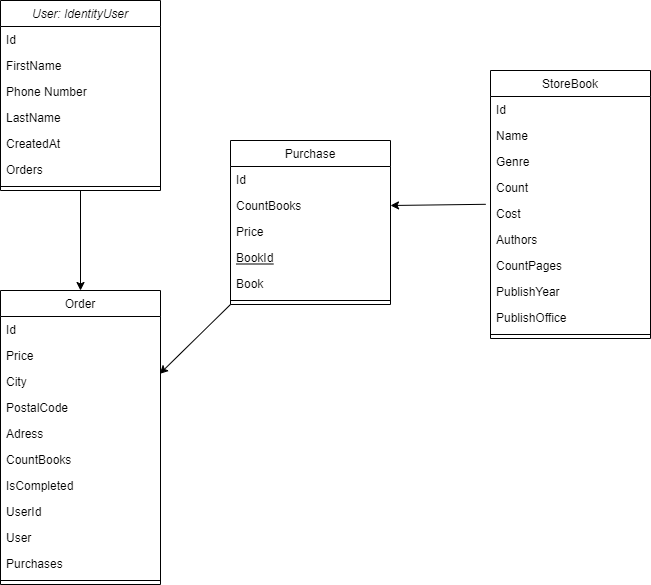 User: IdentityUser
Id
FirstName
Phone Number
LastName
CreatedAt
Orders
Purchase
Id
CountBooks
Price
BookId
Book
StoreBook
Id
Name
Genre
Count
Cost
Authors
CountPages
PublishYear
PublishOffice
Order
Id
Price
City
PostalCode
Adress
CountBooks
IsCompleted
UserId
User
Purchases